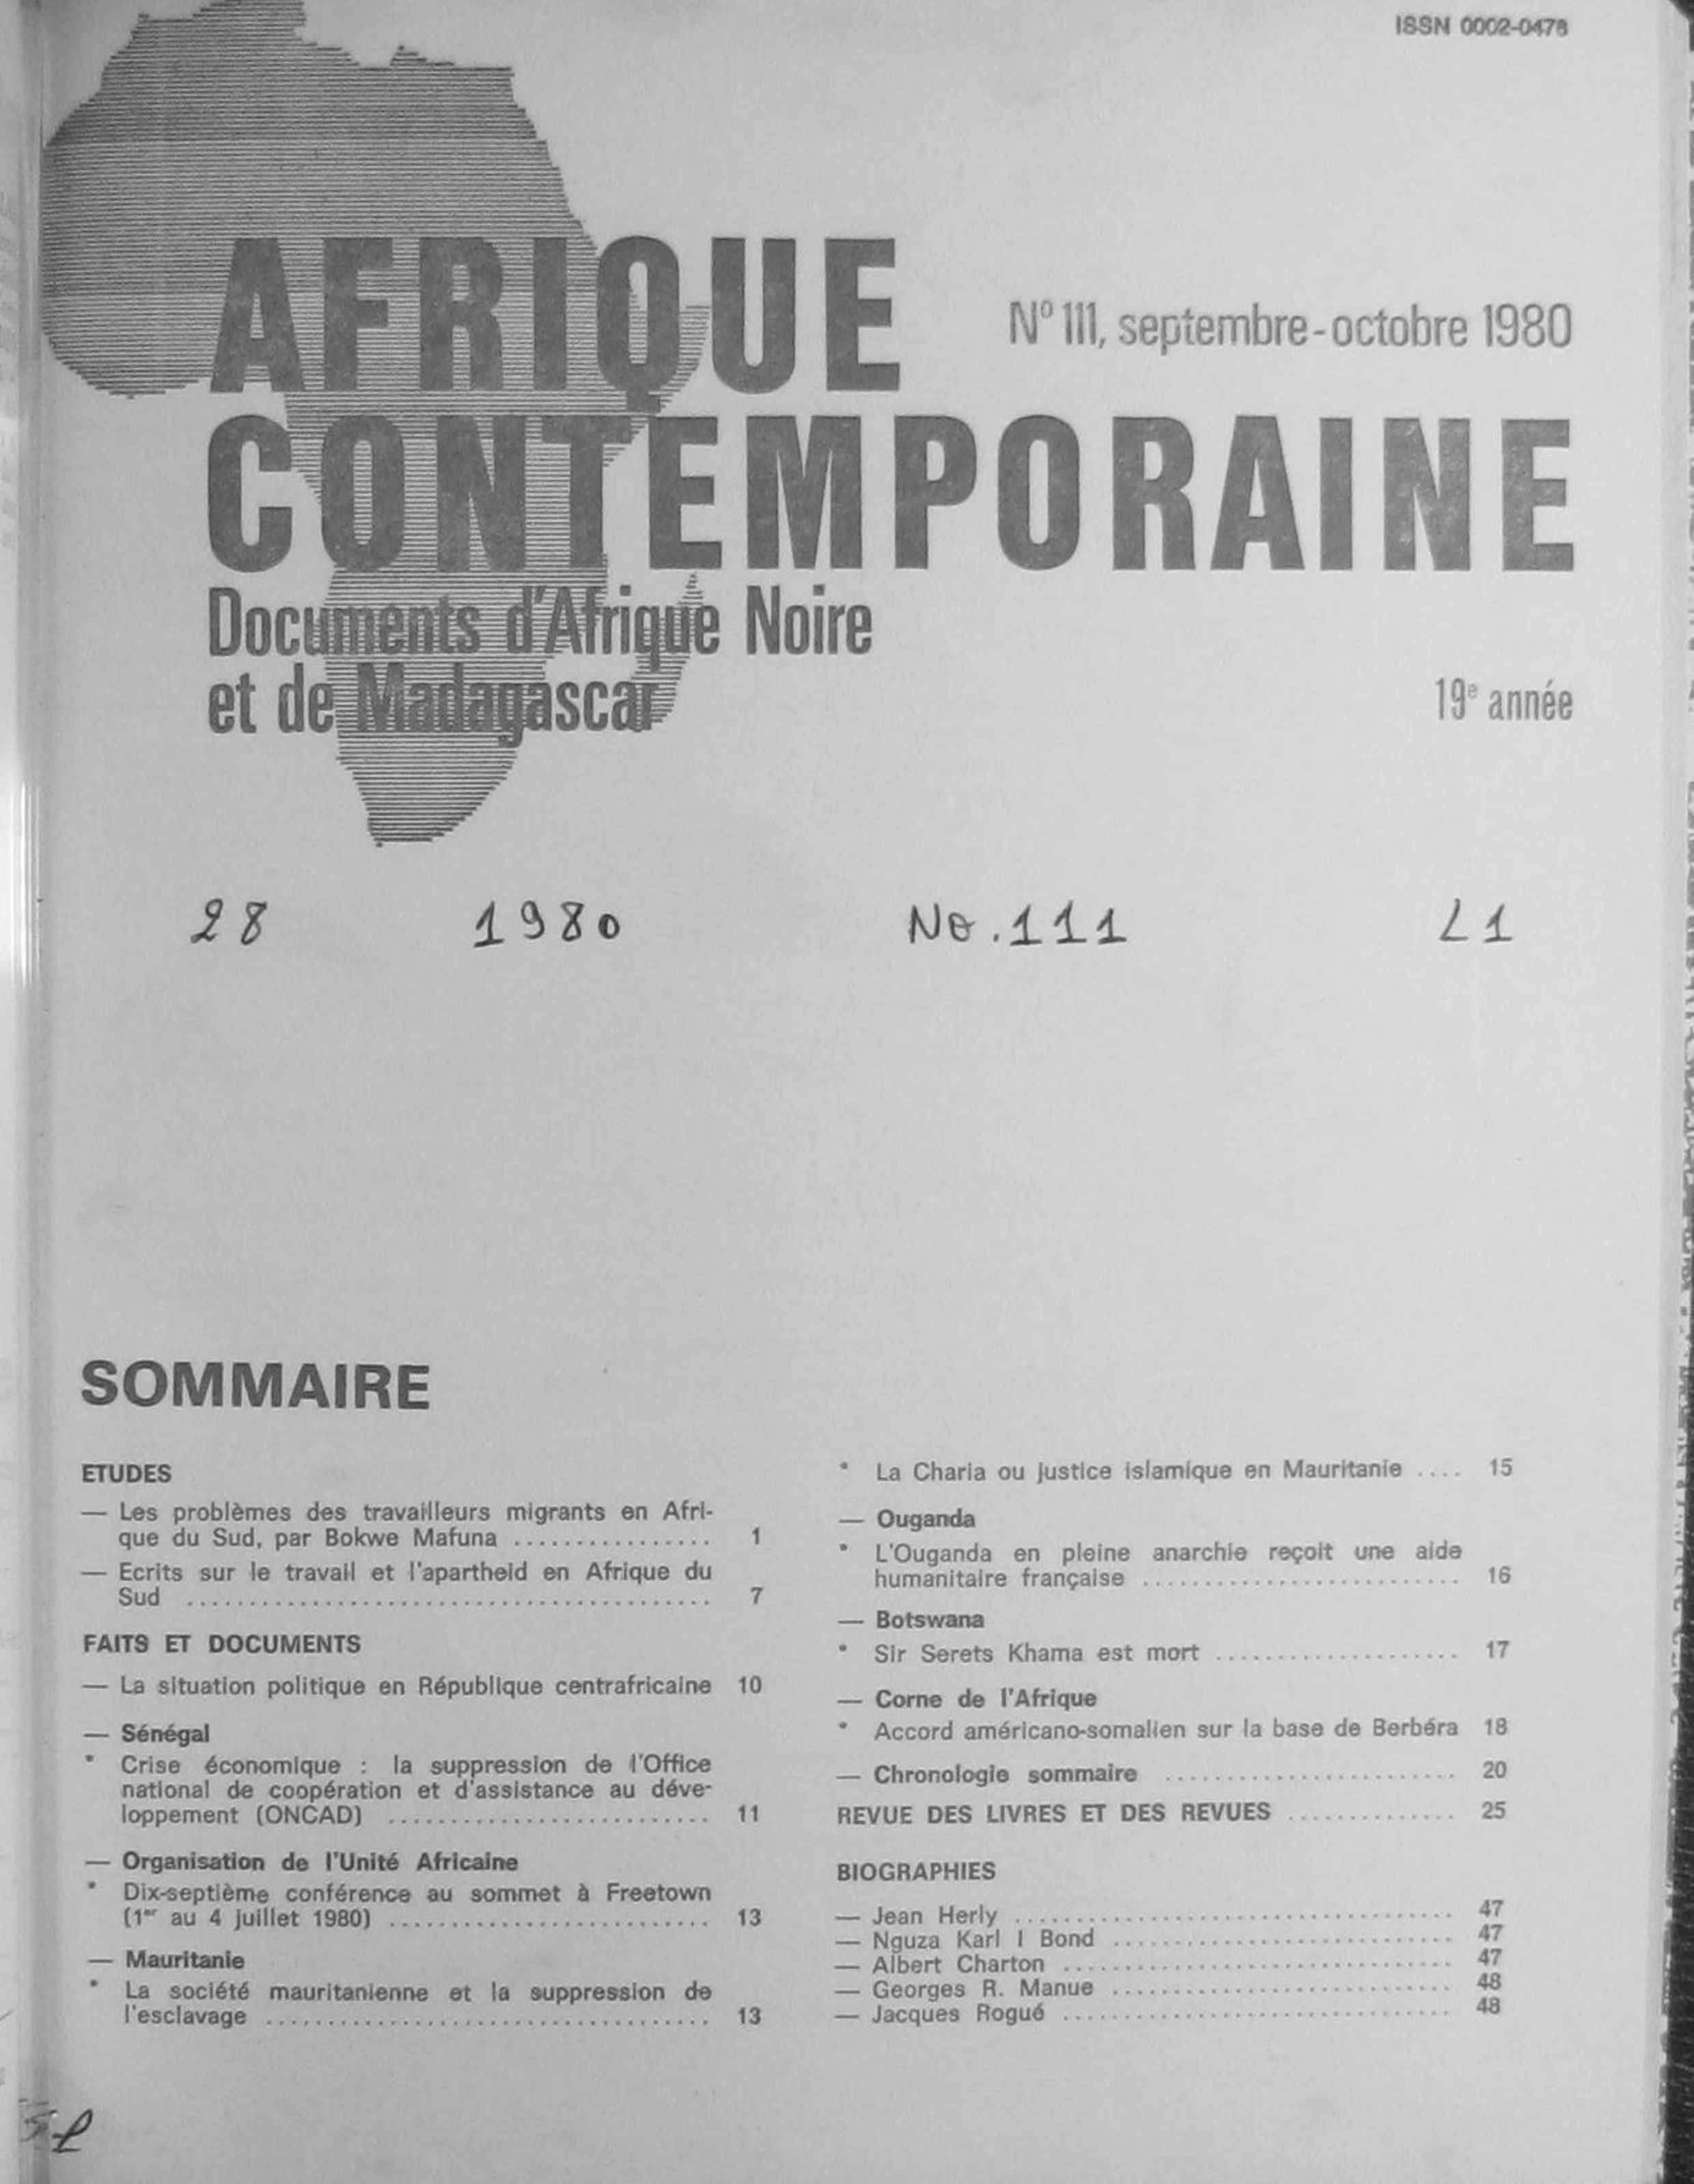 ISSN 0002-0478
AFRIQUE
N° 111, septembre-octobre 1980
CONTEMPORAINE
Documents d'Afrique Noire
et de Madagascar
19e année
28 1980 No.111 L1
SOMMAIRE
ETUDES
— Les problèmes des travailleurs migrants en Afri-
que du Sud, par Bokwe Mafuna ................ 1
— Ecrits sur le travail et l'apartheid en Afrique du
Sud .......................................... 7
FAITS ET DOCUMENTS
— La situation politique en République centrafricaine 10
— Sénégal
* Crise économique : la suppression de l'Office
national de coopération et d'assistance au déve-
loppement (ONCAD) .......................... 11
— Organisation de l'Unité Africaine
* Dix-septième conférence au sommet à Freetown
(1er au 4 juillet 1980) .......................... 13
— Mauritanie
* La société mauritanienne et la suppression de
l'esclavage .................................... 13
* La Charia ou justice islamique en Mauritanie .... 15
— Ouganda
* L'Ouganda en pleine anarchie reçoit une aide
humanitaire française .......................... 16
— Botswana
* Sir Serets Khama est mort .................... 17
— Corne de l'Afrique
* Accord américano-somalien sur la base de Berbéra 18
— Chronologie sommaire ........................ 20
REVUE DES LIVRES ET DES REVUES .............. 25
BIOGRAPHIES
— Jean Herly .................................... 47
— Nguza Karl I Bond ............................ 47
— Albert Charton ................................ 47
— Georges R. Manue ............................ 48
— Jacques Rogué ................................ 48